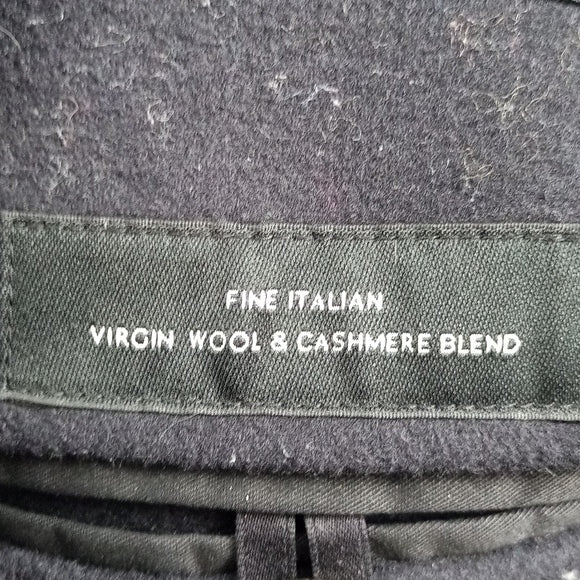 FINE ITALIAN
VIRGIN WOOL & CASHMERE BLEND